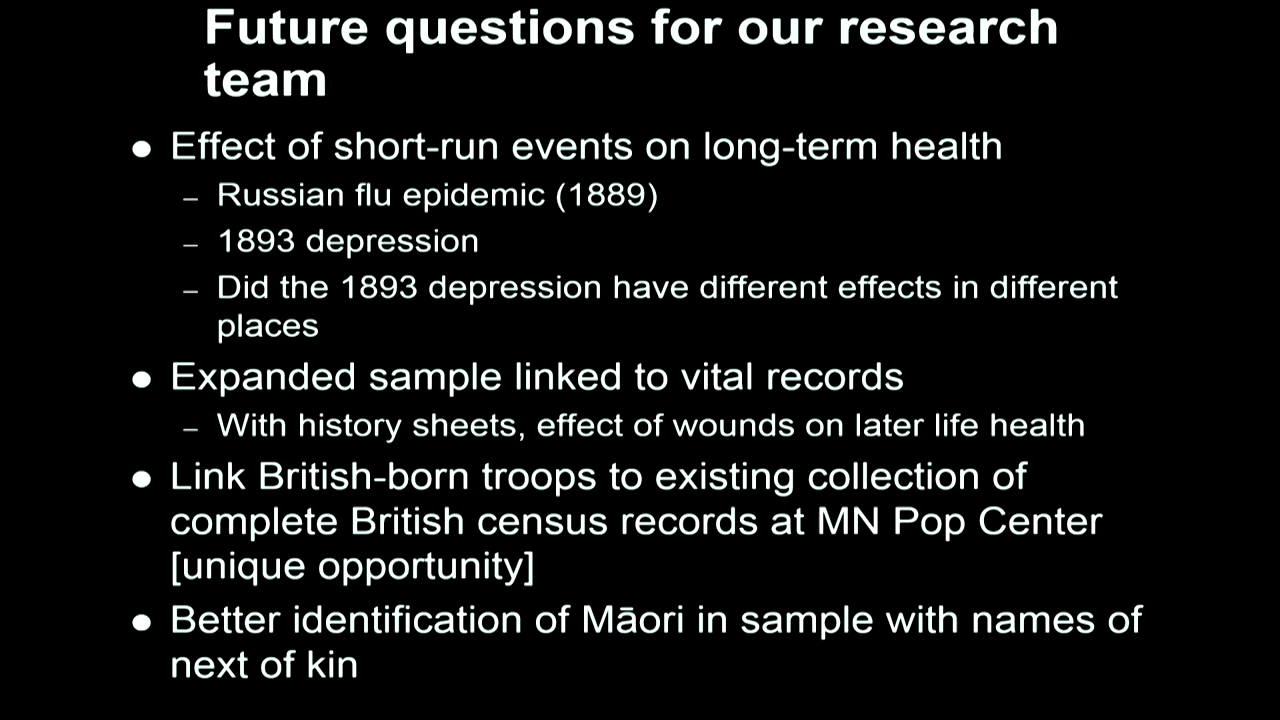 Future questions for our research
team
● Effect of short-run events on long-term health
– Russian flu epidemic (1889)
– 1893 depression
– Did the 1893 depression have different effects in different
places
● Expanded sample linked to vital records
– With history sheets, effect of wounds on later life health
● Link British-born troops to existing collection of
complete British census records at MN Pop Center
[unique opportunity]
● Better identification of Māori in sample with names of
next of kin